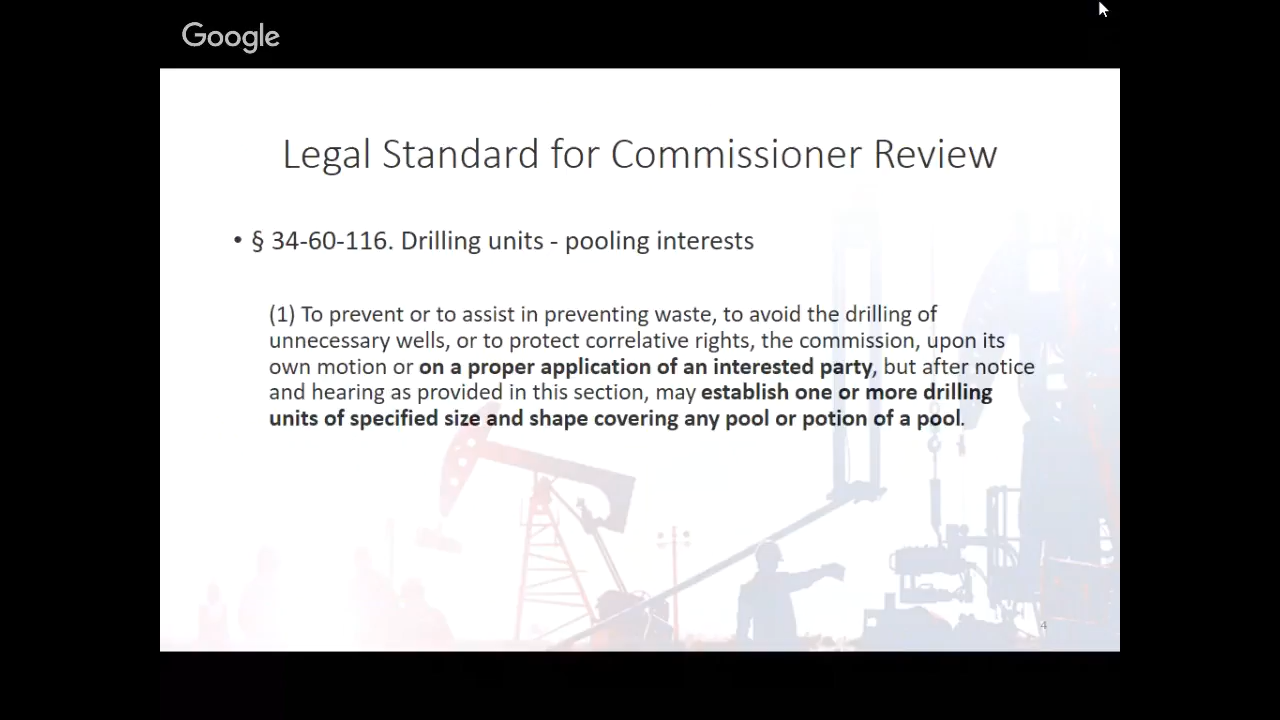 Google
Legal Standard for Commissioner Review
• § 34-60-116. Drilling units - pooling interests
(1) To prevent or to assist in preventing waste, to avoid the drilling of
unnecessary wells, or to protect correlative rights, the commission, upon its
own motion or on a proper application of an interested party, but after notice
and hearing as provided in this section, may establish one or more drilling
units of specified size and shape covering any pool or potion of a pool.
4